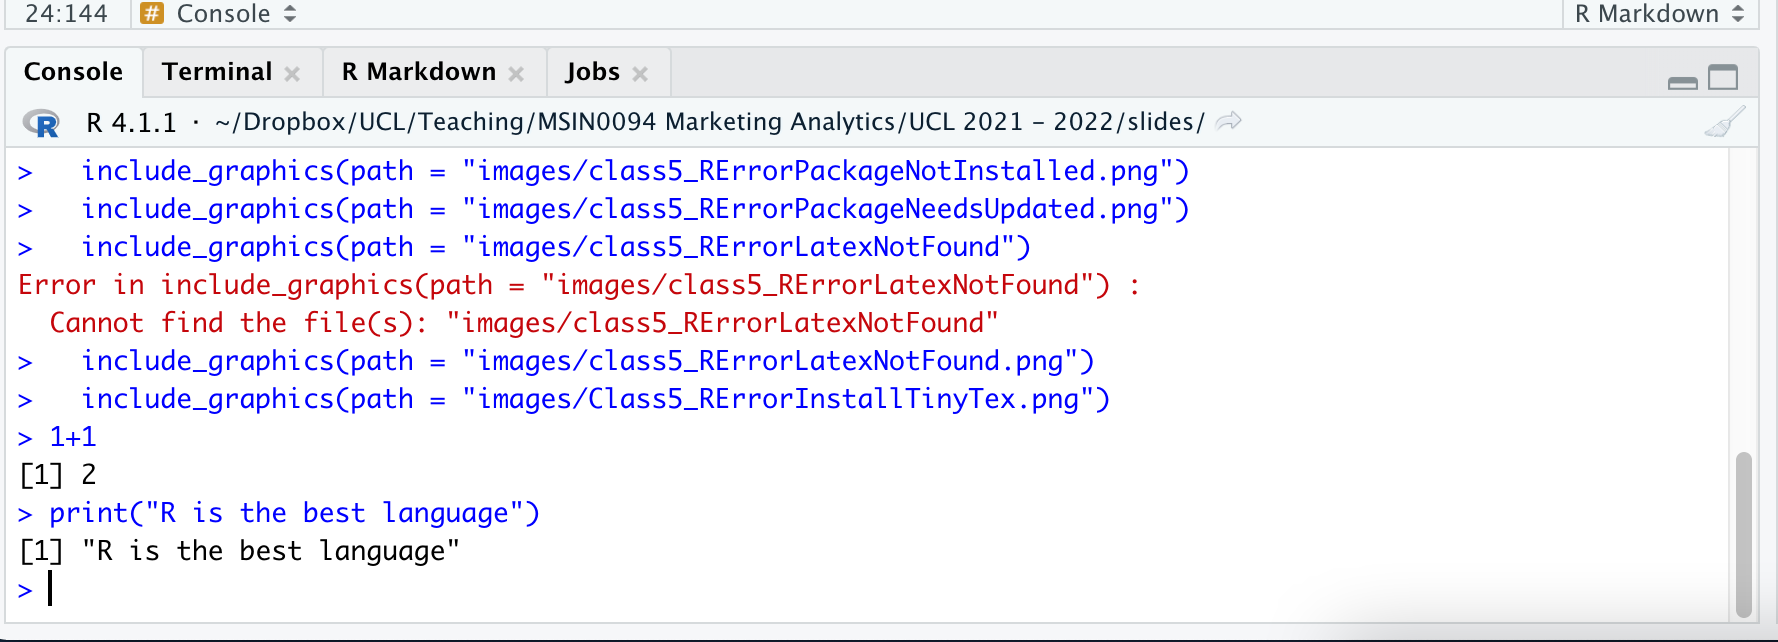 24:144 # Console R Markdown
Console Terminal R Markdown Jobs
R R 4.1.1 · ~/Dropbox/UCL/Teaching/MSIN0094 Marketing Analytics/UCL 2021 – 2022/slides/
>   include_graphics(path = "images/class5_RErrorPackageNotInstalled.png")
>   include_graphics(path = "images/class5_RErrorPackageNeedsUpdated.png")
>   include_graphics(path = "images/class5_RErrorLatexNotFound")
Error in include_graphics(path = "images/class5_RErrorLatexNotFound") :
  Cannot find the file(s): "images/class5_RErrorLatexNotFound"
>   include_graphics(path = "images/class5_RErrorLatexNotFound.png")
>   include_graphics(path = "images/Class5_RErrorInstallTinyTex.png")
> 1+1
[1] 2
> print("R is the best language")
[1] "R is the best language"
>